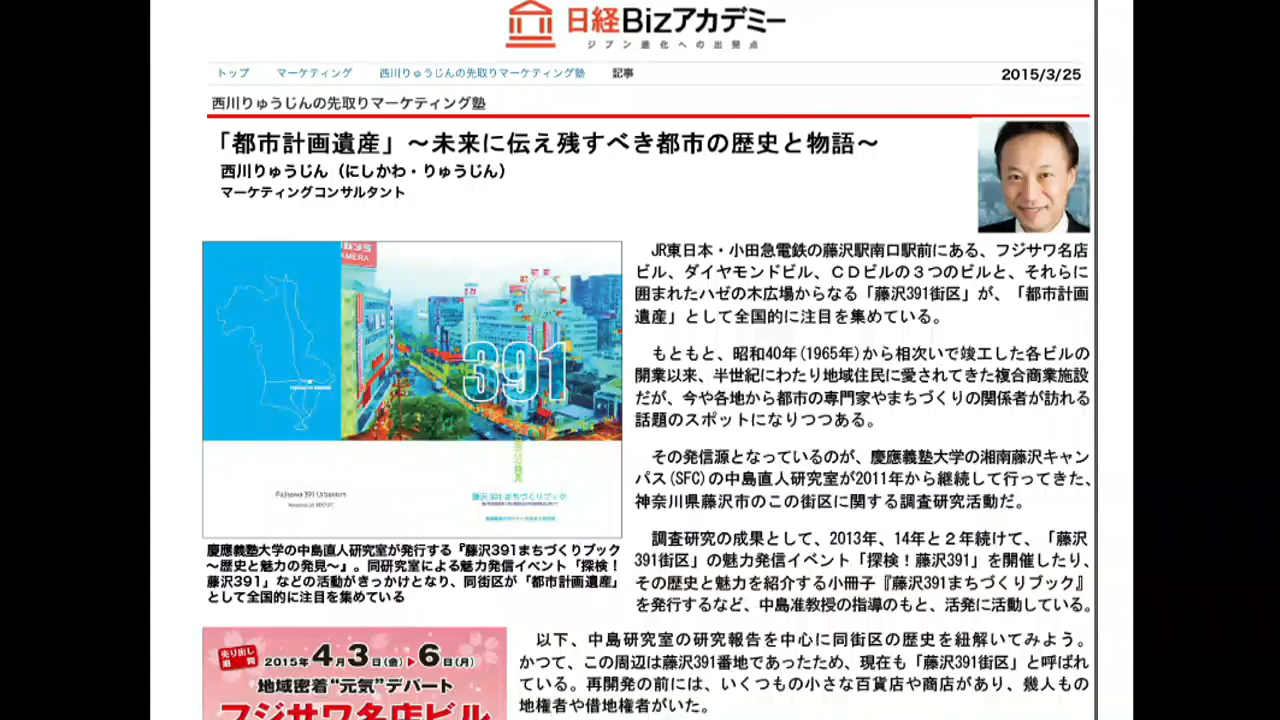 日経Bizアカデミー
ジブン進化への出発点
トップ　マーケティング　西川りゅうじんの先取りマーケティング塾　記事
2015/3/25
西川りゅうじんの先取りマーケティング塾
「都市計画遺産」～未来に伝え残すべき都市の歴史と物語～
西川りゅうじん（にしかわ・りゅうじん）
マーケティングコンサルタント
AMERA
391
Fujisawa 391 Urbanism
藤沢 391 まちづくりブック
慶應義塾大学の中島直人研究室が発行する『藤沢391まちづくりブック
～歴史と魅力の発見～』。同研究室による魅力発信イベント「探検！
藤沢391」などの活動がきっかけとなり、同街区が「都市計画遺産」
として全国的に注目を集めている
JR東日本・小田急電鉄の藤沢駅南口駅前にある、フジサワ名店
ビル、ダイヤモンドビル、ＣＤビルの３つのビルと、それらに
囲まれたハゼの木広場からなる「藤沢391街区」が、「都市計画
遺産」として全国的に注目を集めている。
もともと、昭和40年(1965年)から相次いで竣工した各ビルの
開業以来、半世紀にわたり地域住民に愛されてきた複合商業施設
だが、今や各地から都市の専門家やまちづくりの関係者が訪れる
話題のスポットになりつつある。
その発信源となっているのが、慶應義塾大学の湘南藤沢キャン
パス(SFC)の中島直人研究室が2011年から継続して行ってきた、
神奈川県藤沢市のこの街区に関する調査研究活動だ。
調査研究の成果として、2013年、14年と２年続けて、「藤沢
391街区」の魅力発信イベント「探検！藤沢391」を開催したり、
その歴史と魅力を紹介する小冊子『藤沢391まちづくりブック』
を発行するなど、中島准教授の指導のもと、活発に活動している。
以下、中島研究室の研究報告を中心に同街区の歴史を紐解いてみよう。
かつて、この周辺は藤沢391番地であったため、現在も「藤沢391街区」と呼ばれ
ている。再開発の前には、いくつもの小さな百貨店や商店があり、幾人もの
地権者や借地権者がいた。
売り出し
期間
2015年4月3日(金)▶6日(月)
地域密着“元気”デパート
フジサワ名店ビル